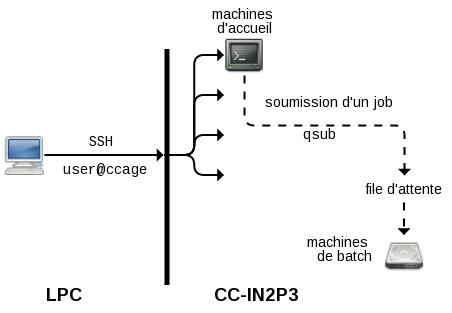 machines
d'accueil
soumission d'un job
SSH
qsub
user@ccage
file d'attente
machines
de batch
LPC
CC-IN2P3